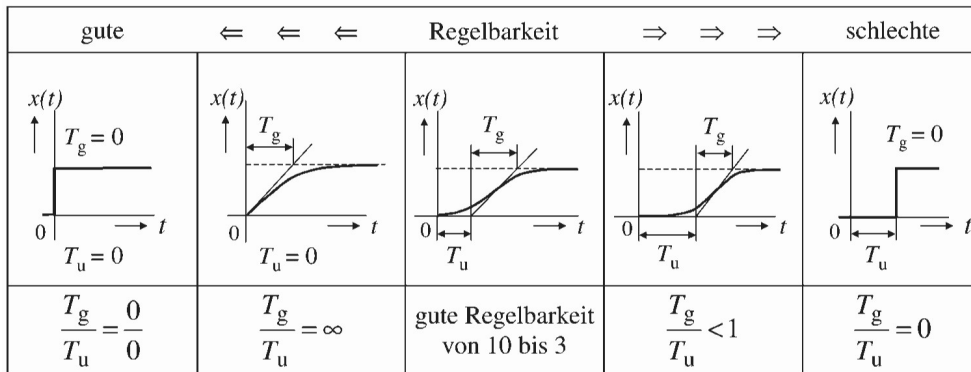 gute ⇐ ⇐ ⇐ Regelbarkeit ⇒ ⇒ ⇒ schlechte
x(t)
T_g = 0
0
t
T_u = 0
x(t)
T_g
0
t
T_u = 0
x(t)
T_g
0
t
T_u
x(t)
T_g
0
t
T_u
x(t)
T_g = 0
0
t
T_u
T_g/T_u = 0/0
T_g/T_u = ∞
gute Regelbarkeit
von 10 bis 3
T_g/T_u < 1
T_g/T_u = 0